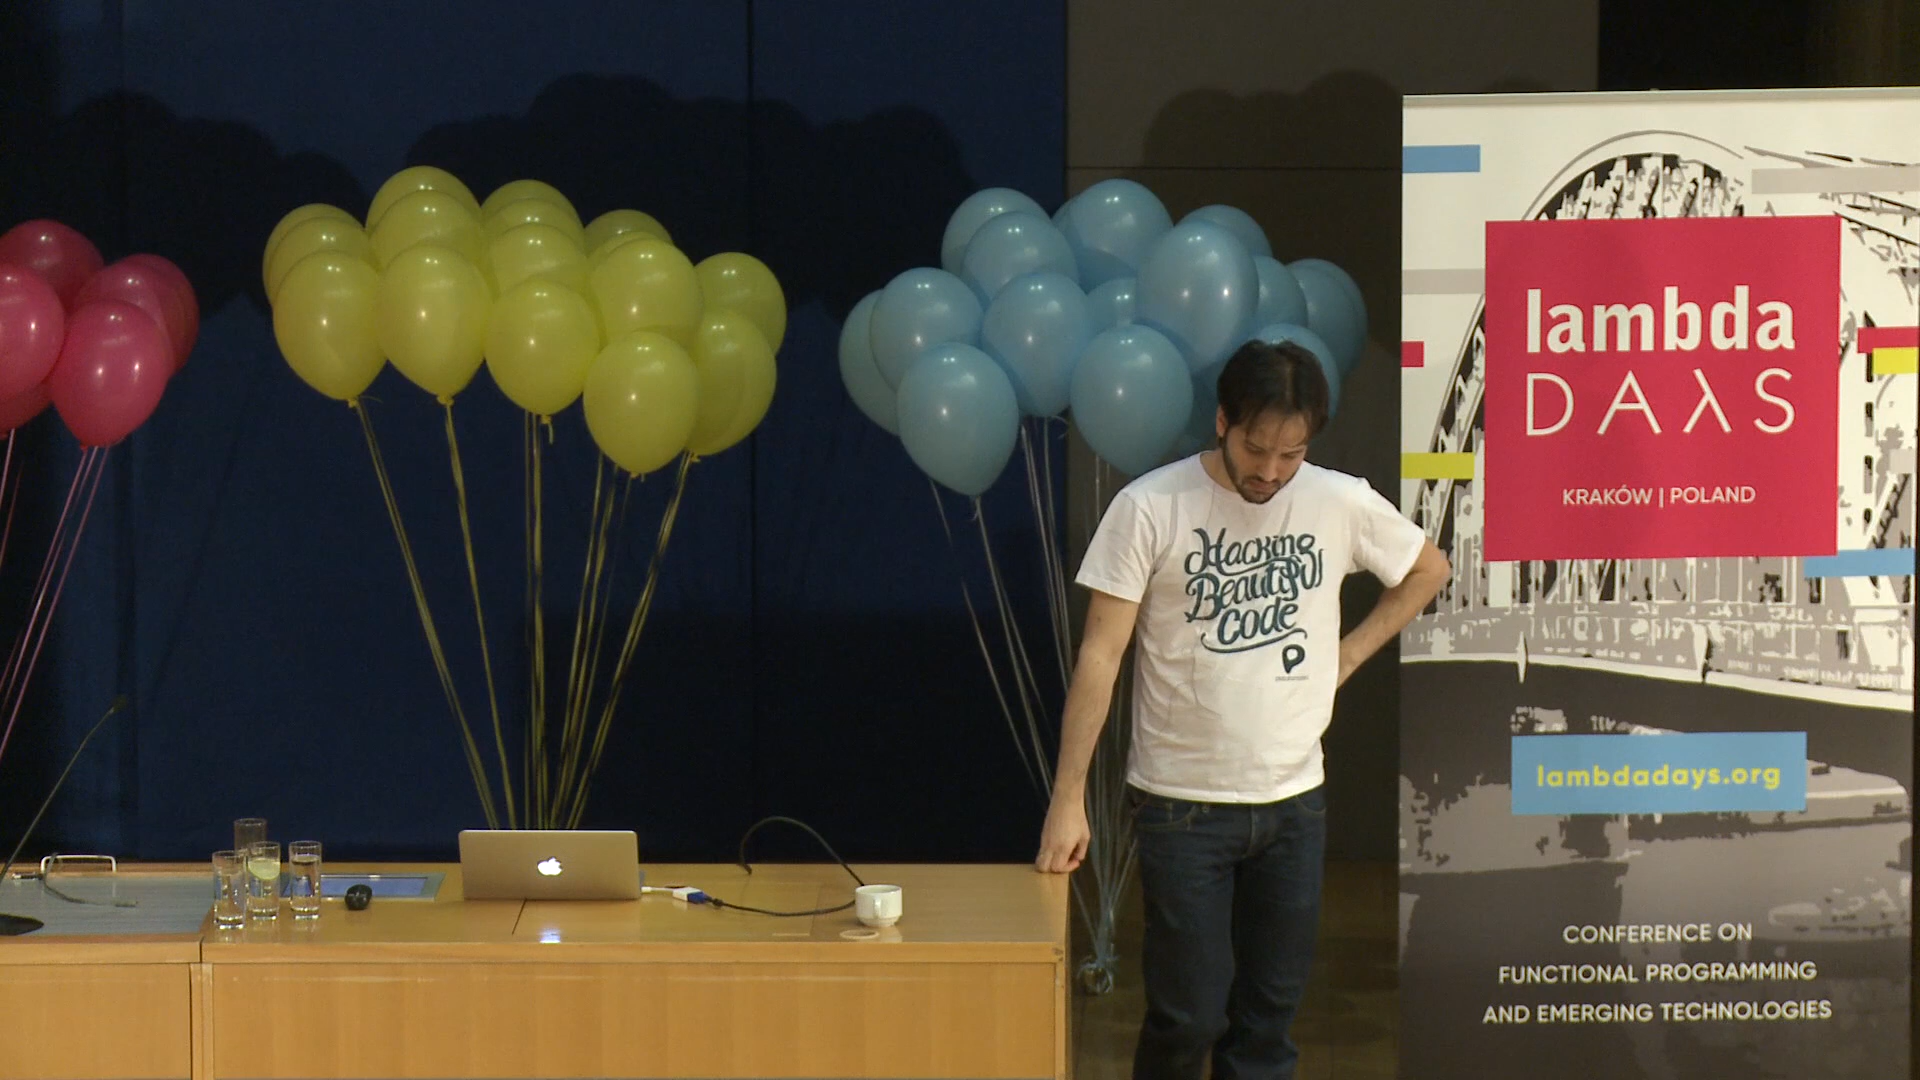 Hacking
Beautiful
Code
lambda
DAλS
KRAKÓW | POLAND
lambdadays.org
CONFERENCE ON
FUNCTIONAL PROGRAMMING
AND EMERGING TECHNOLOGIES